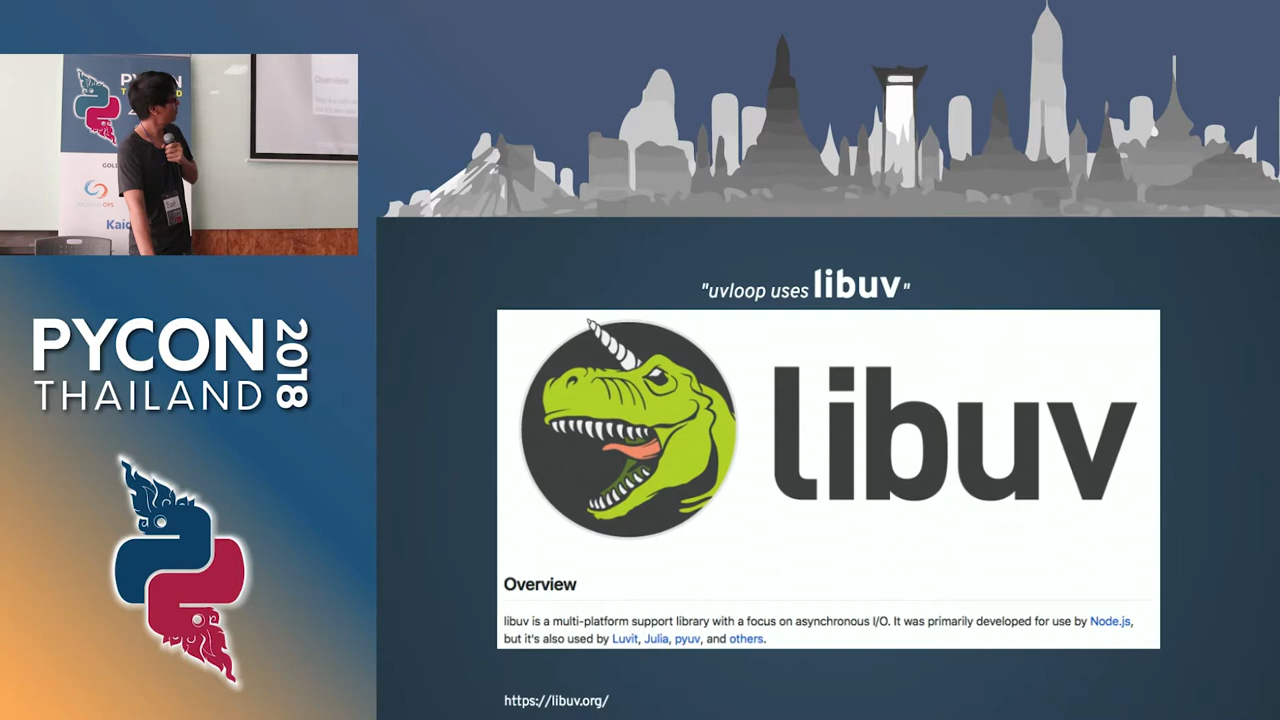 "uvloop uses libuv"
libuv
Overview
libuv is a multi-platform support library with a focus on asynchronous I/O. It was primarily developed for use by Node.js,
but it's also used by Luvit, Julia, pyuv, and others.
https://libuv.org/
PYCON
THAILAND
2018
Overview